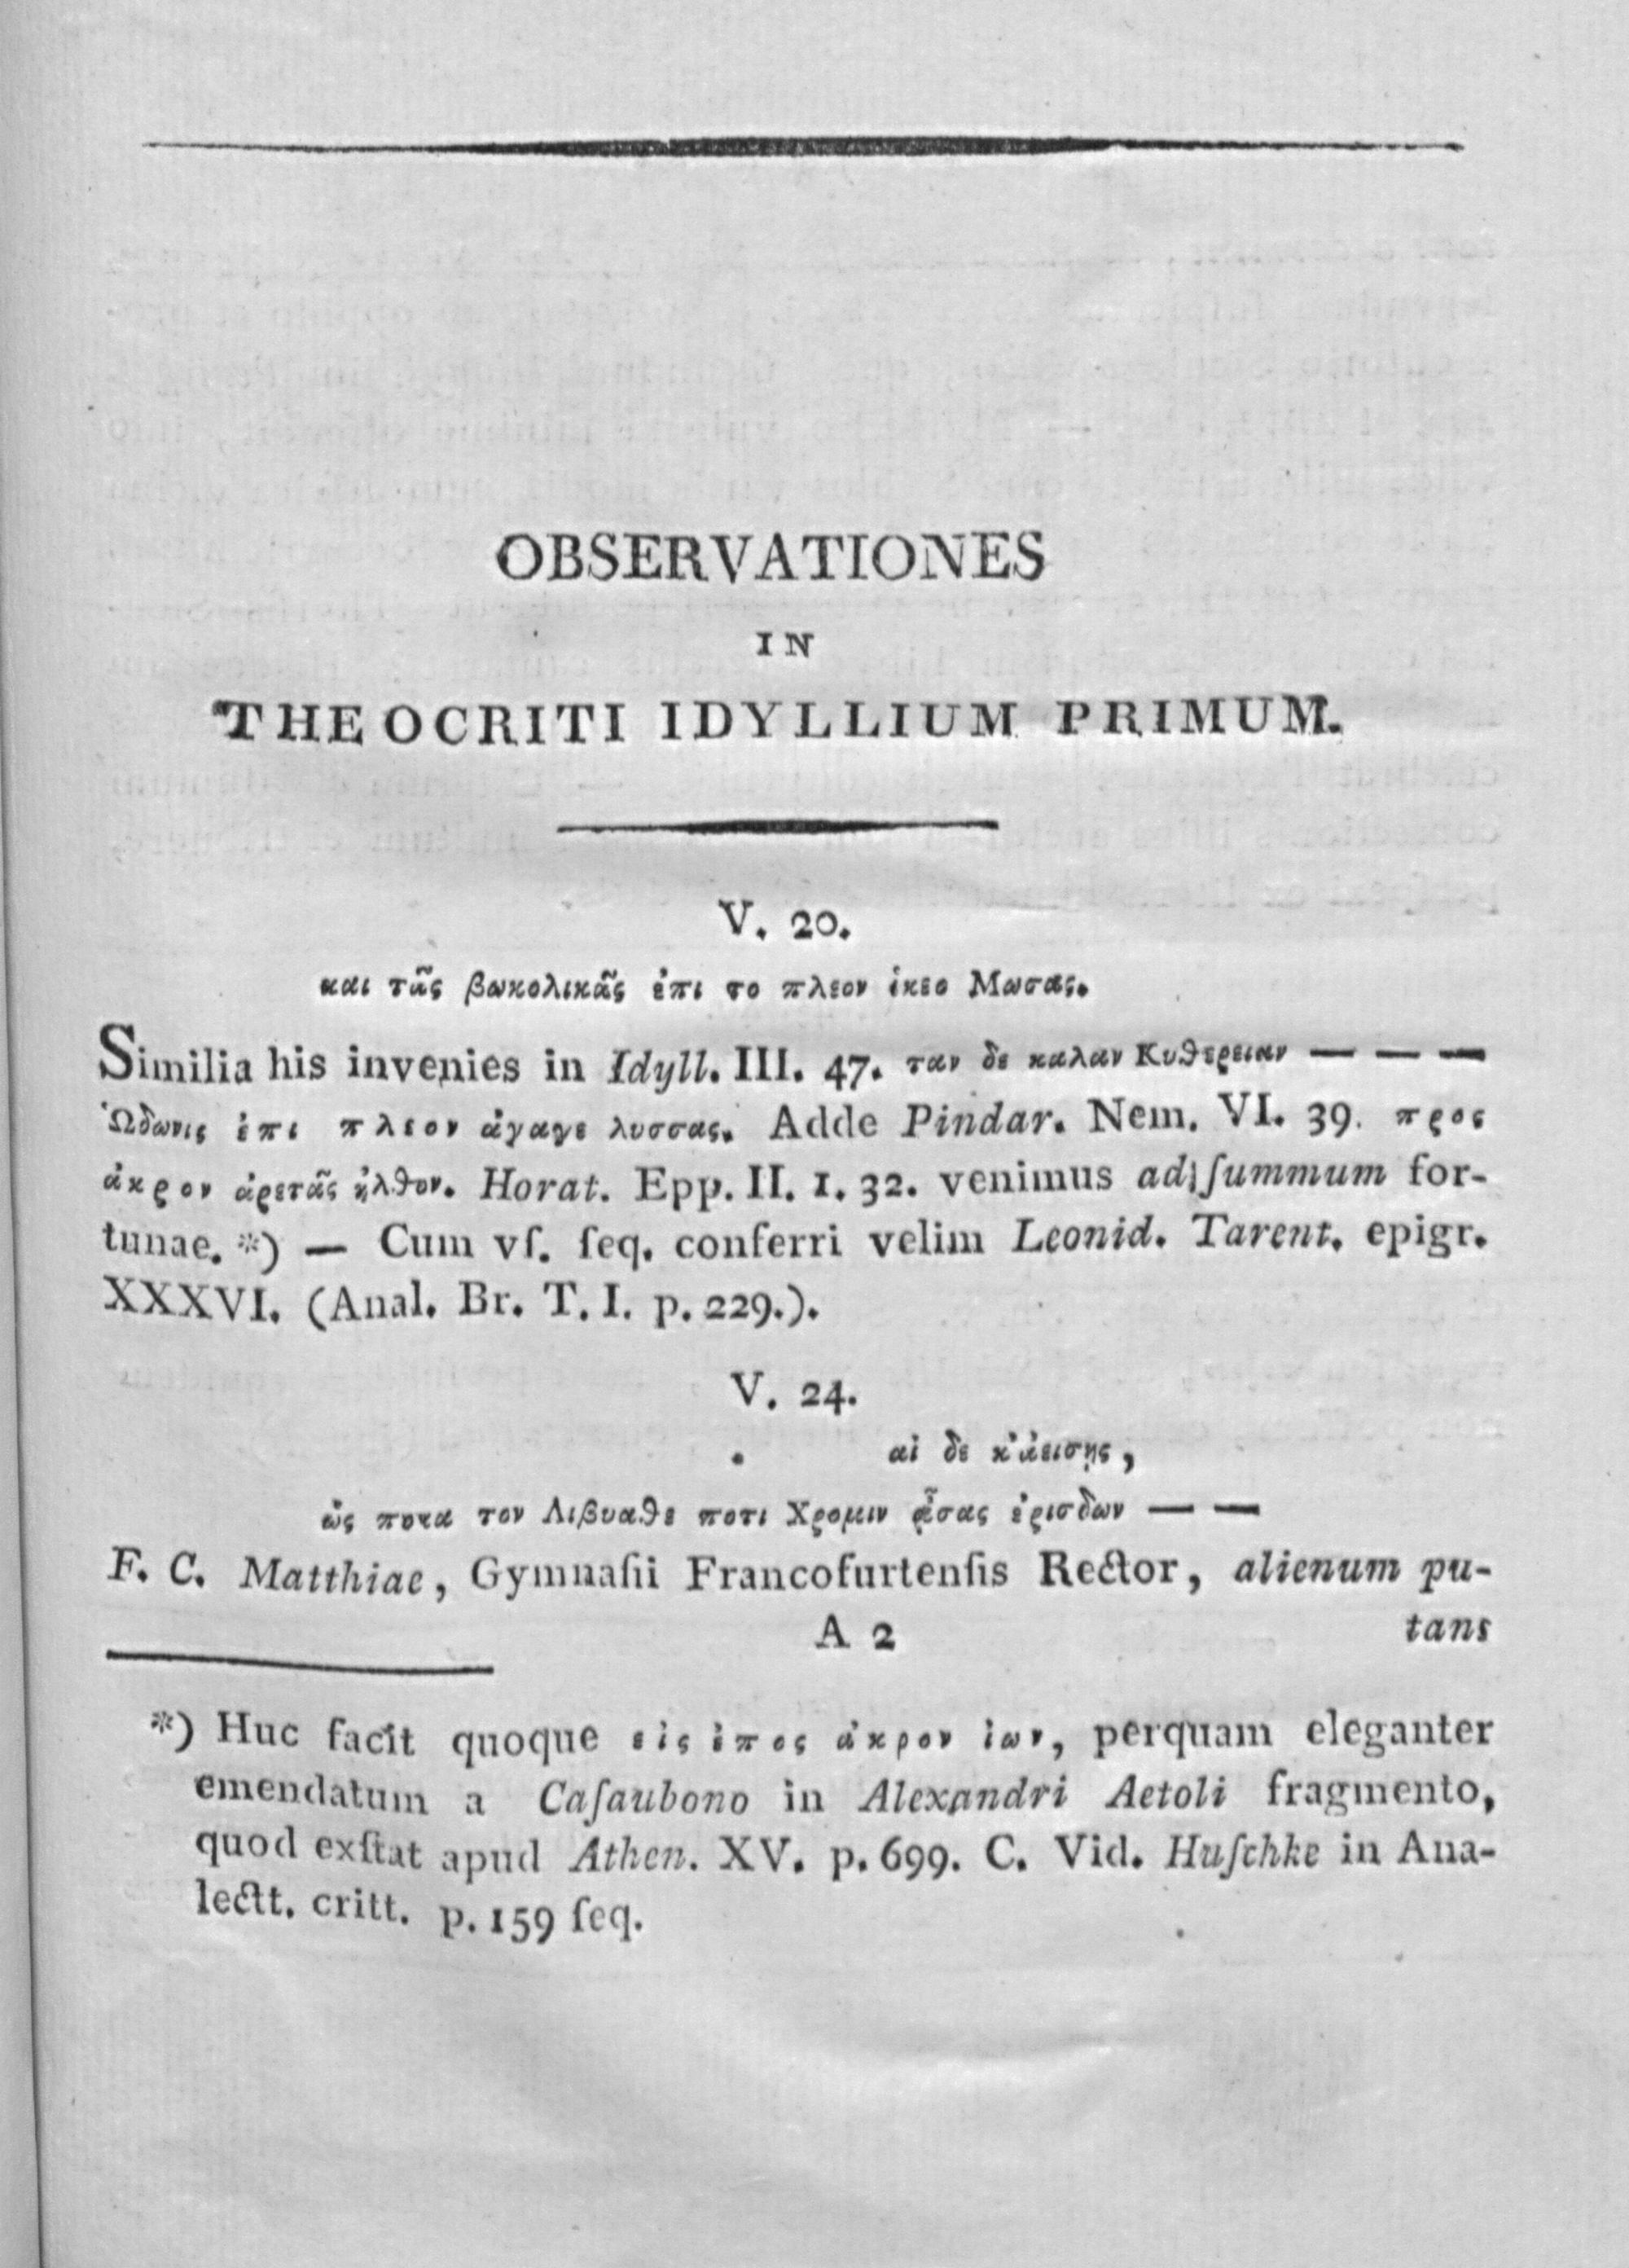 OBSERVATIONES
IN
THEOCRITI IDYLLIUM PRIMUM.
V. 20.
και τᾶς βωκολικᾶς ἐπι το πλεον ἱκεο Μωσας.
Similia his invenies in Idyll. III. 47. ταν δε καλαν Κυθερειαν — — —
Ὡδωνις ἐπι πλεον ἀγαγε λυσσας. Adde Pindar. Nem. VI. 39. προς
ἀκρον ἀρετᾶς ἠλθον. Horat. Epp. II. 1. 32. venimus ad ſummum for-
tunae. *) — Cum vſ. ſeq. conferri velim Leonid. Tarent. epigr.
XXXVI. (Anal. Br. T. I. p. 229.).
V. 24.
αἰ δε κ'ἀεισῃς,
ὡς ποκα τον Λιβυαθε ποτι Χρομιν ᾆσας ἐρισδων — —
F. C. Matthiae, Gymnaſii Francofurtenſis Rector, alienum pu-
A 2 tans
*) Huc facit quoque εἰς ἐπος ἀκρον ἰων, perquam eleganter
emendatum a Caſaubono in Alexandri Aetoli fragmento,
quod exſtat apud Athen. XV. p. 699. C. Vid. Huſchke in Ana-
lectt. critt. p. 159 ſeq.